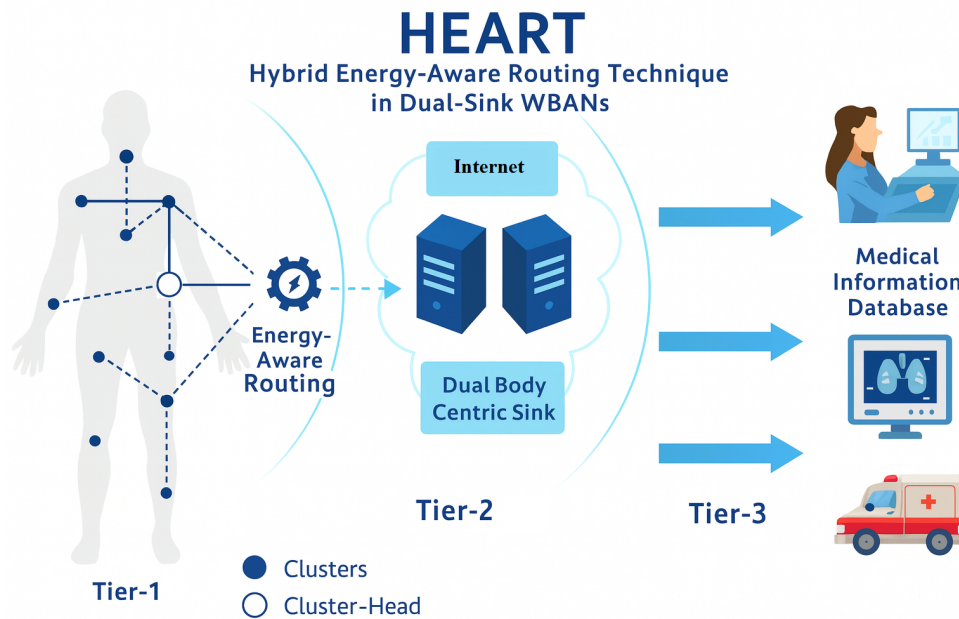 HEART
Hybrid Energy-Aware Routing Technique
in Dual-Sink WBANs
Internet
Energy-
Aware
Routing
Dual Body
Centric Sink
Medical
Information
Database
Tier-1
Tier-2
Tier-3
Clusters
Cluster-Head